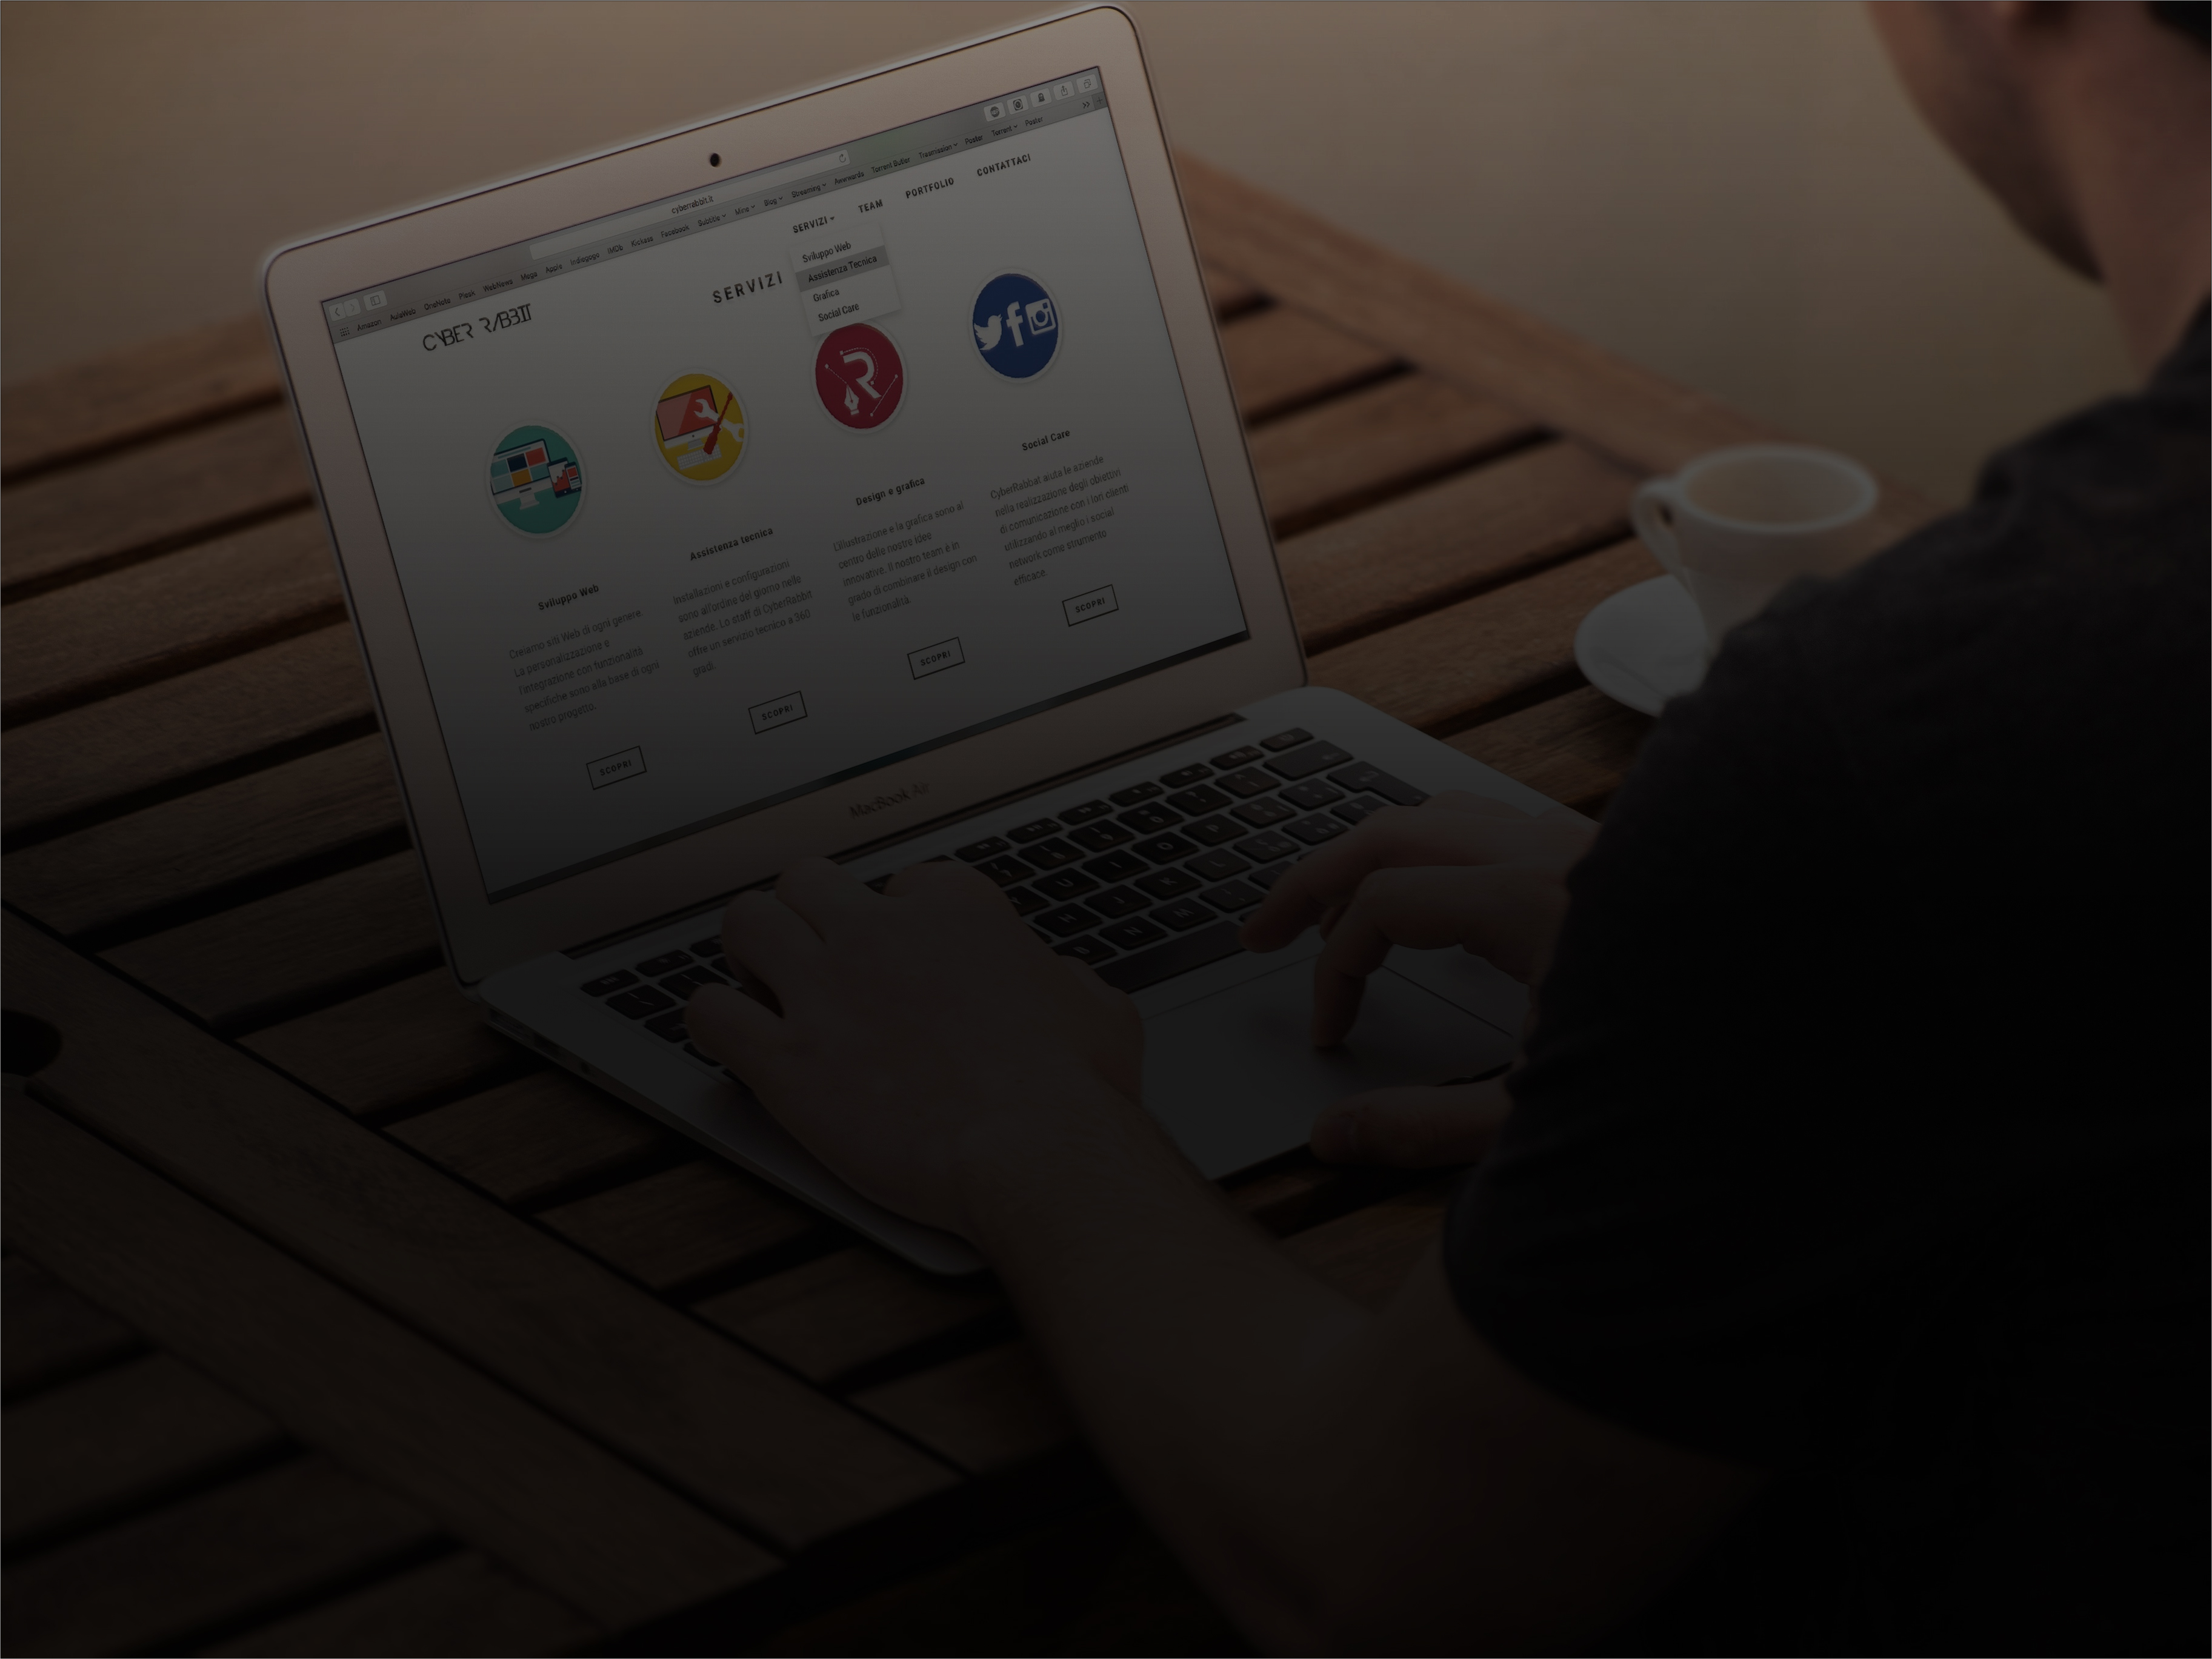 cyberrabbit.it
Amazon AulaWeb OneNote Plesk WebNews Mega Apple Indiegogo IMDb Kickass Facebook Subtitle Mina Blog Streaming Awwwards Torrent Butler Trasmission Poster Torrent Poster
CYBER RABBIT
SERVIZI TEAM PORTFOLIO CONTATTACI
Sviluppo Web
Assistenza Tecnica
Grafica
Social Care
SERVIZI
Sviluppo Web
Creiamo siti Web di ogni genere.
La personalizzazione e
l'integrazione con funzionalità
specifiche sono alla base di ogni
nostro progetto.
SCOPRI
Assistenza tecnica
Installazioni e configurazioni
sono all'ordine del giorno nelle
aziende. Lo staff di CyberRabbit
offre un servizio tecnico a 360
gradi.
SCOPRI
Design e grafica
L'illustrazione e la grafica sono al
centro delle nostre idee
innovative. Il nostro team è in
grado di combinare il design con
le funzionalità.
SCOPRI
Social Care
CyberRabbit aiuta le aziende
nella realizzazione degli obiettivi
di comunicazione con i lori clienti
utilizzando al meglio i social
network come strumento
efficace.
SCOPRI
MacBook Air